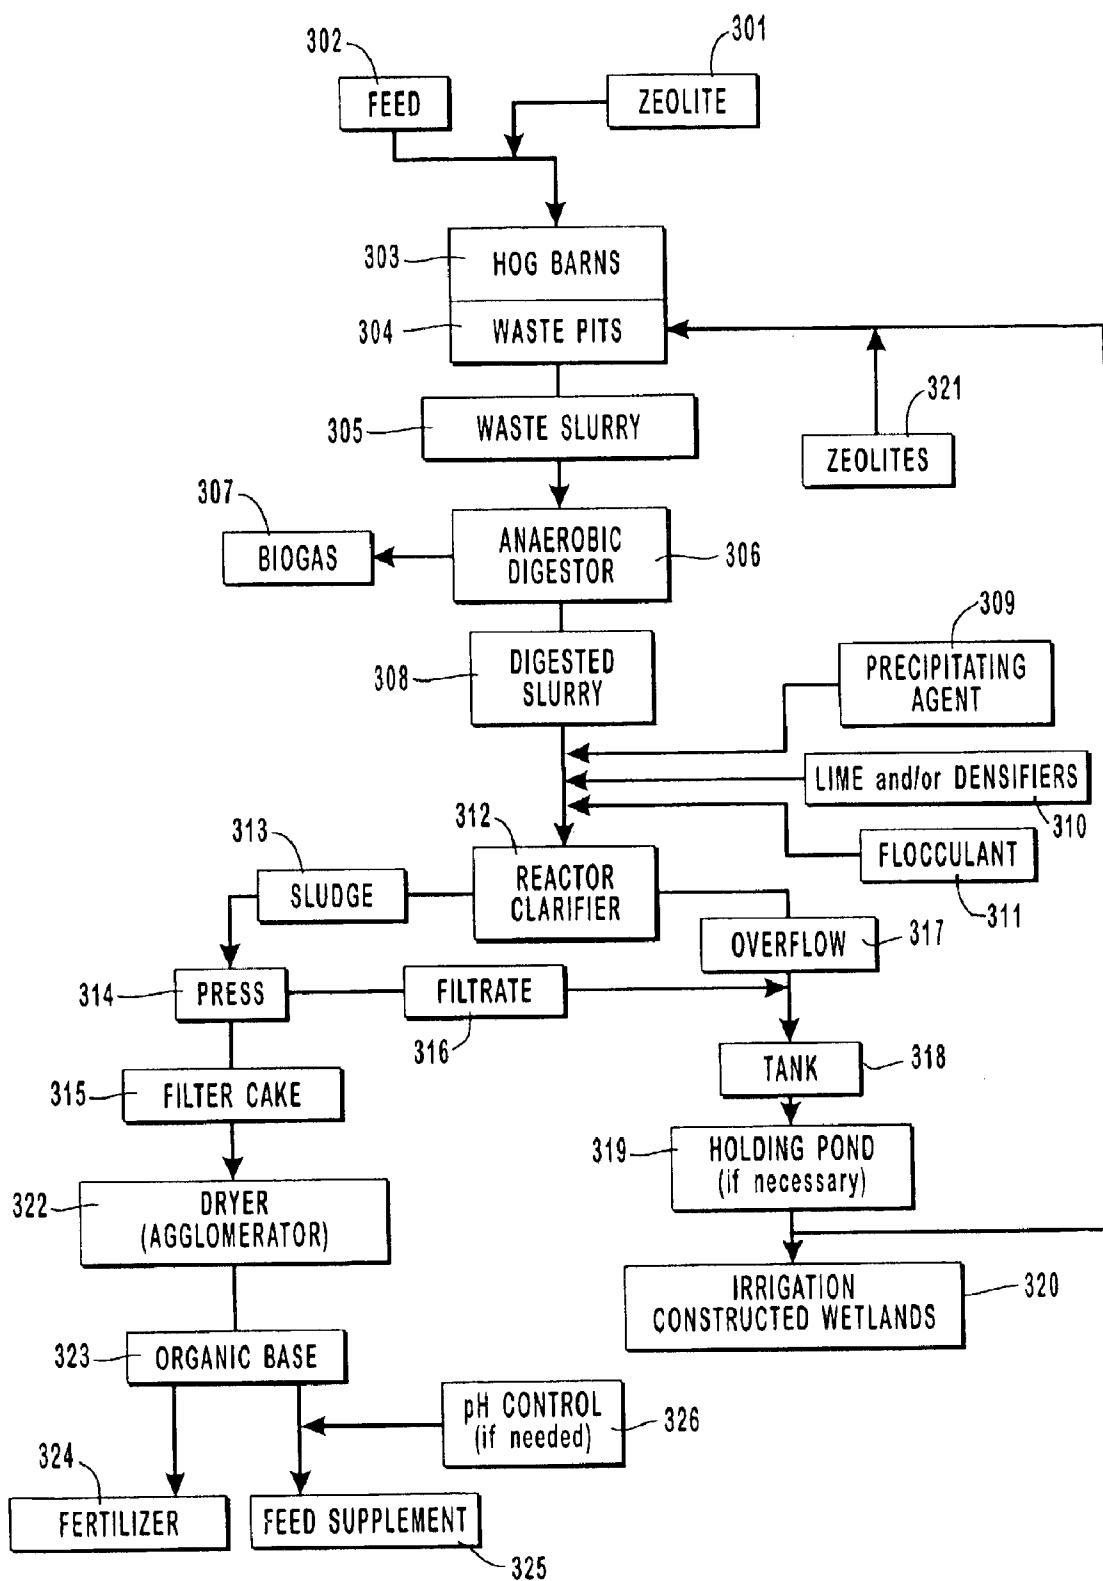 302
301
FEED
ZEOLITE
303
HOG BARNS
304
WASTE PITS
321
305
WASTE SLURRY
ZEOLITES
307
BIOGAS
ANAEROBIC
DIGESTOR
306
309
308
DIGESTED
SLURRY
PRECIPITATING
AGENT
LIME and/or DENSIFIERS
310
312
313
FLOCCULANT
311
SLUDGE
REACTOR
CLARIFIER
OVERFLOW
317
314
PRESS
FILTRATE
316
TANK
318
315
FILTER CAKE
319
HOLDING POND
(if necessary)
322
DRYER
(AGGLOMERATOR)
IRRIGATION
CONSTRUCTED WETLANDS
320
323
ORGANIC BASE
pH CONTROL
(if needed)
326
324
FERTILIZER
FEED SUPPLEMENT
325